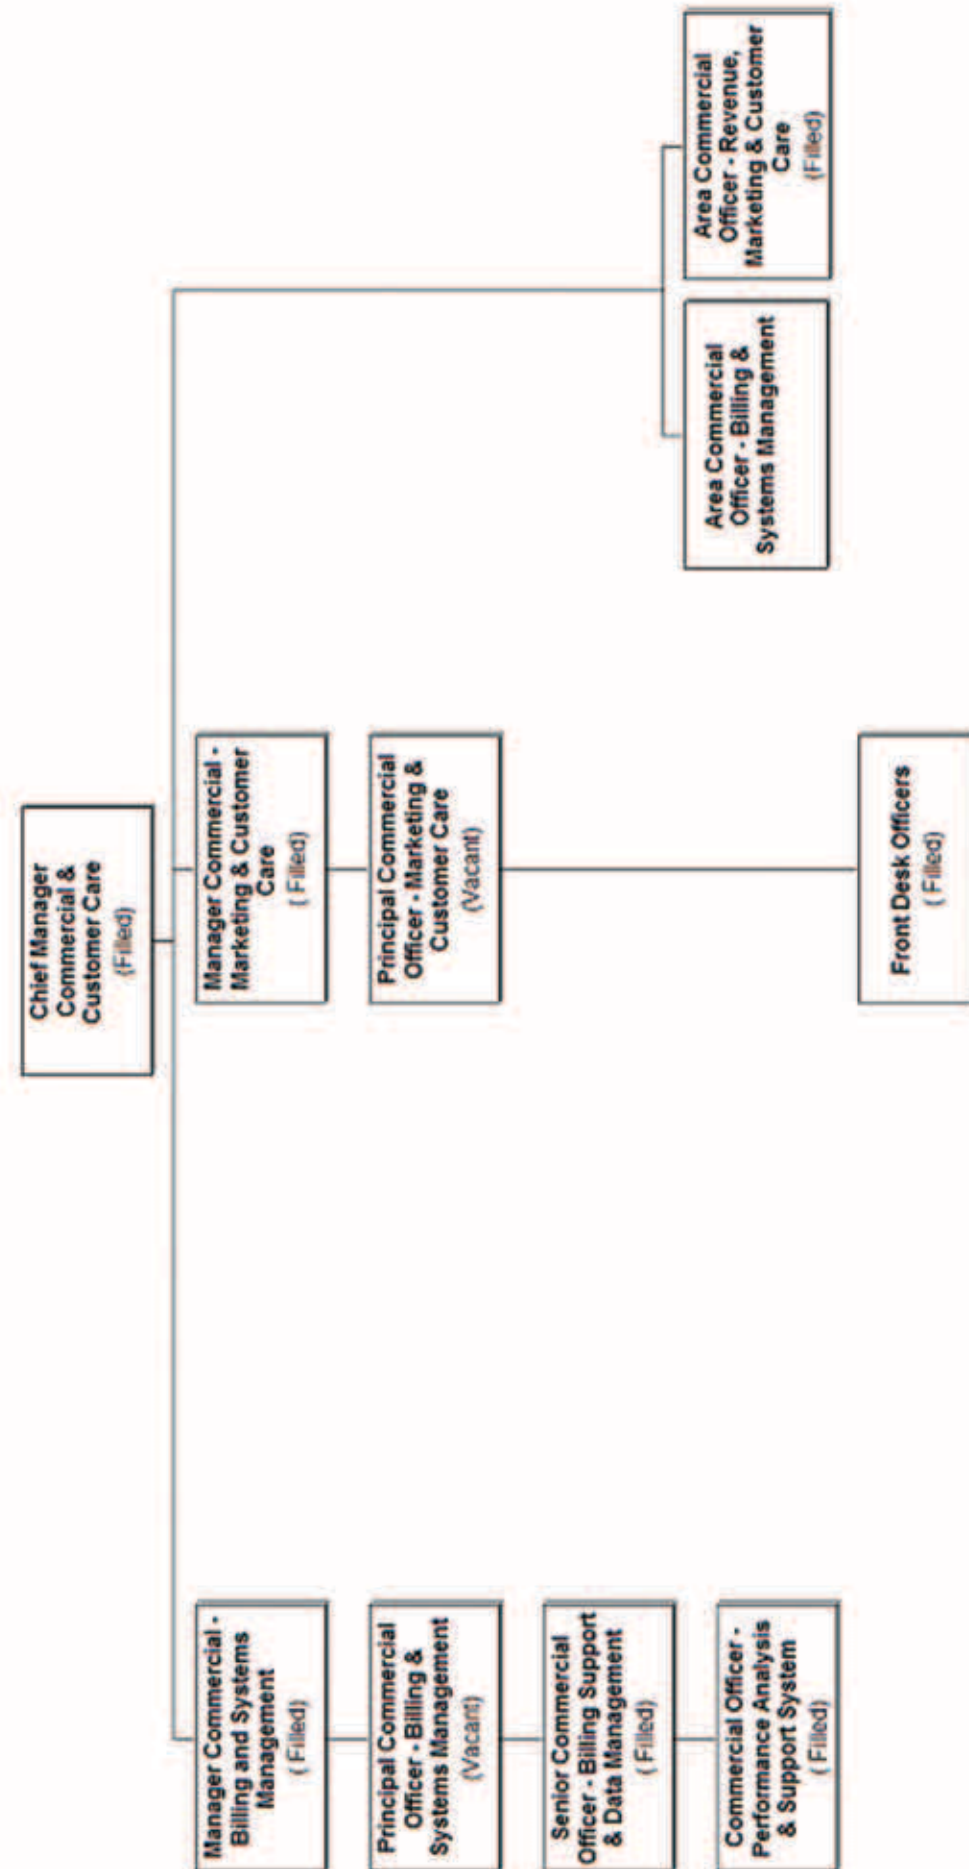 Chief Manager
Commercial &
Customer Care
(Filled)
Manager Commercial -
Billing and Systems
Management
( Filled)
Manager Commercial -
Marketing & Customer
Care
( Filled)
Principal Commercial
Officer - Billing &
Systems Management
(Vacant)
Principal Commercial
Officer - Marketing &
Customer Care
(Vacant)
Senior Commercial
Officer - Billing Support
& Data Management
( Filled)
Commercial Officer -
Performance Analysis
& Support System
( Filled)
Area Commercial
Officer - Billing &
Systems Management
Area Commercial
Officer - Revenue,
Marketing & Customer
Care
(Filled)
Front Desk Officers
( Filled)